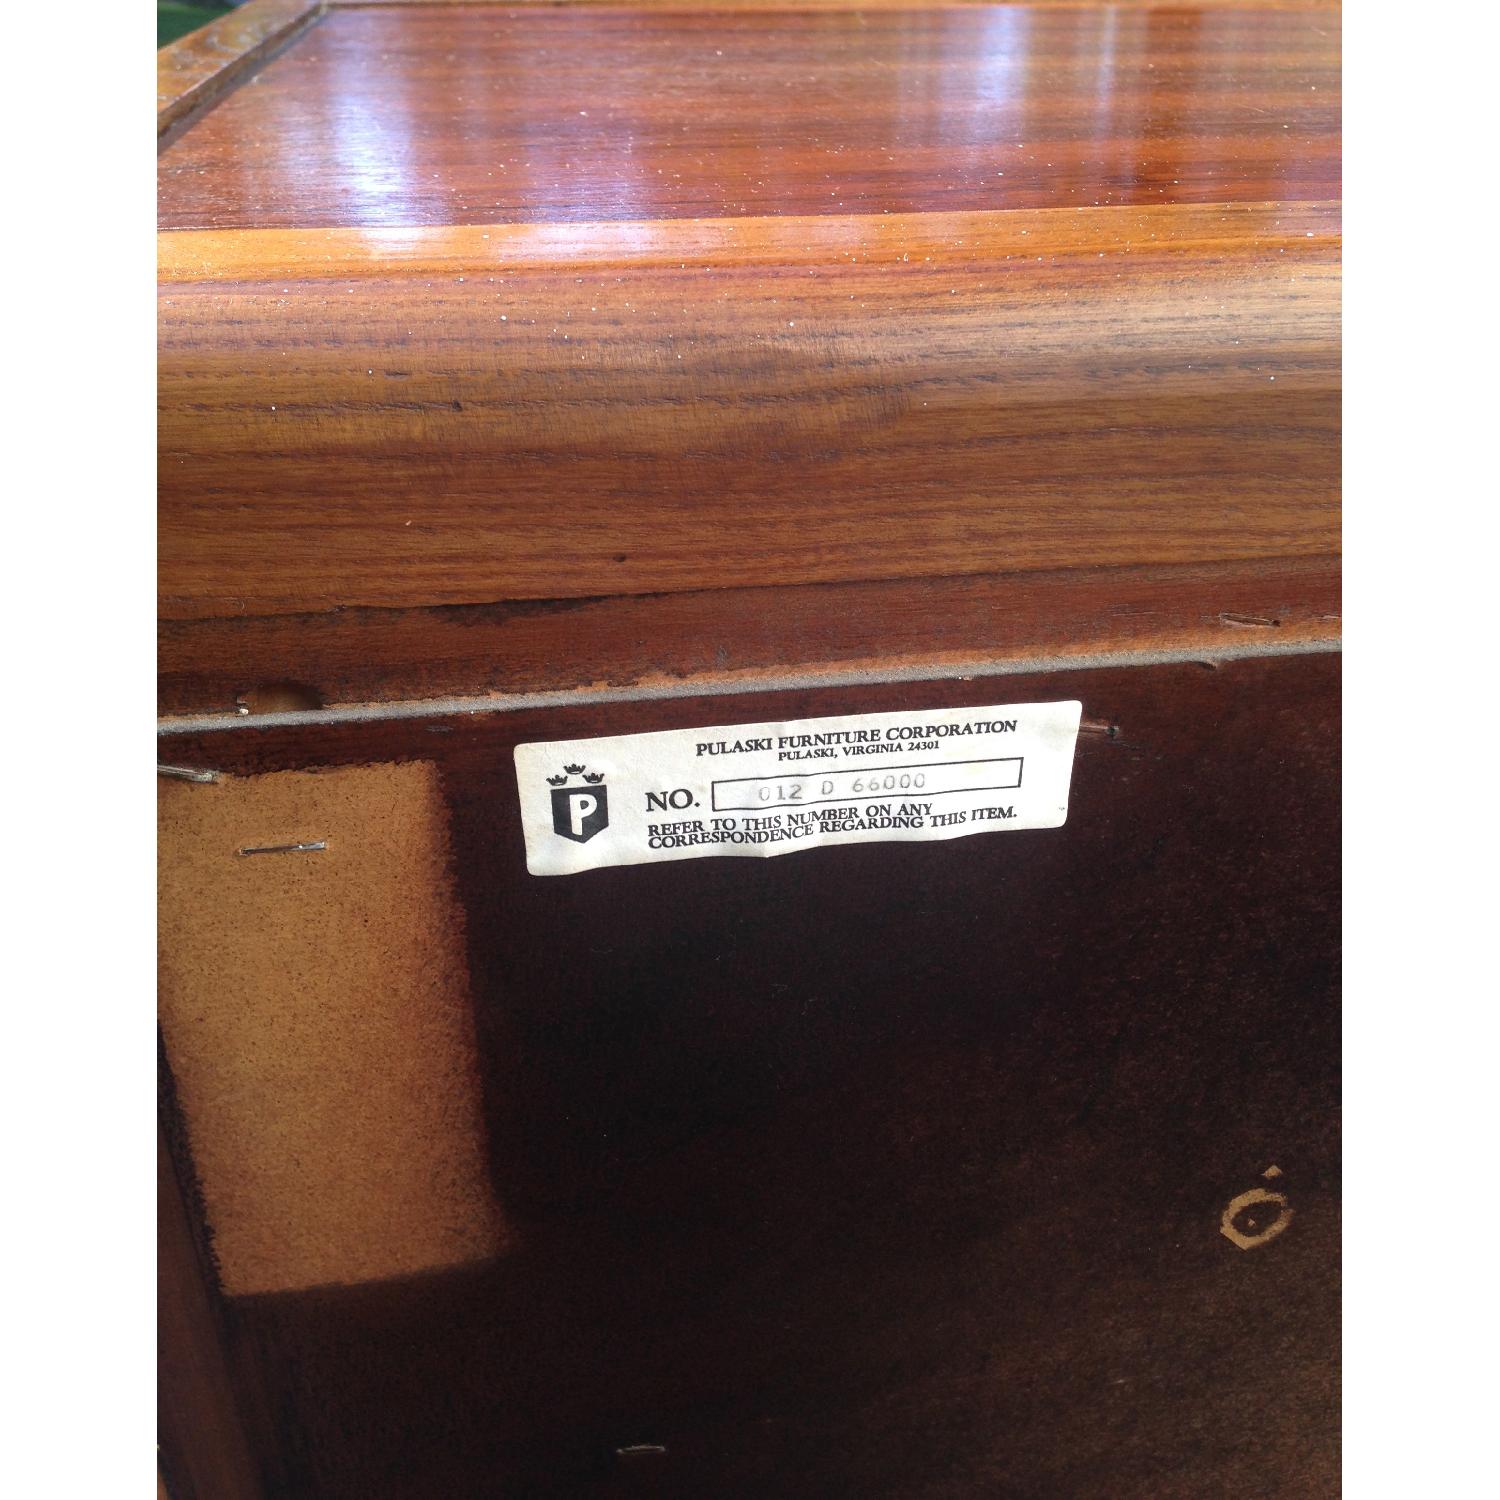 PULASKI FURNITURE CORPORATION
PULASKI, VIRGINIA 24301
P
NO. 012 D 66000
REFER TO THIS NUMBER ON ANY
CORRESPONDENCE REGARDING THIS ITEM.